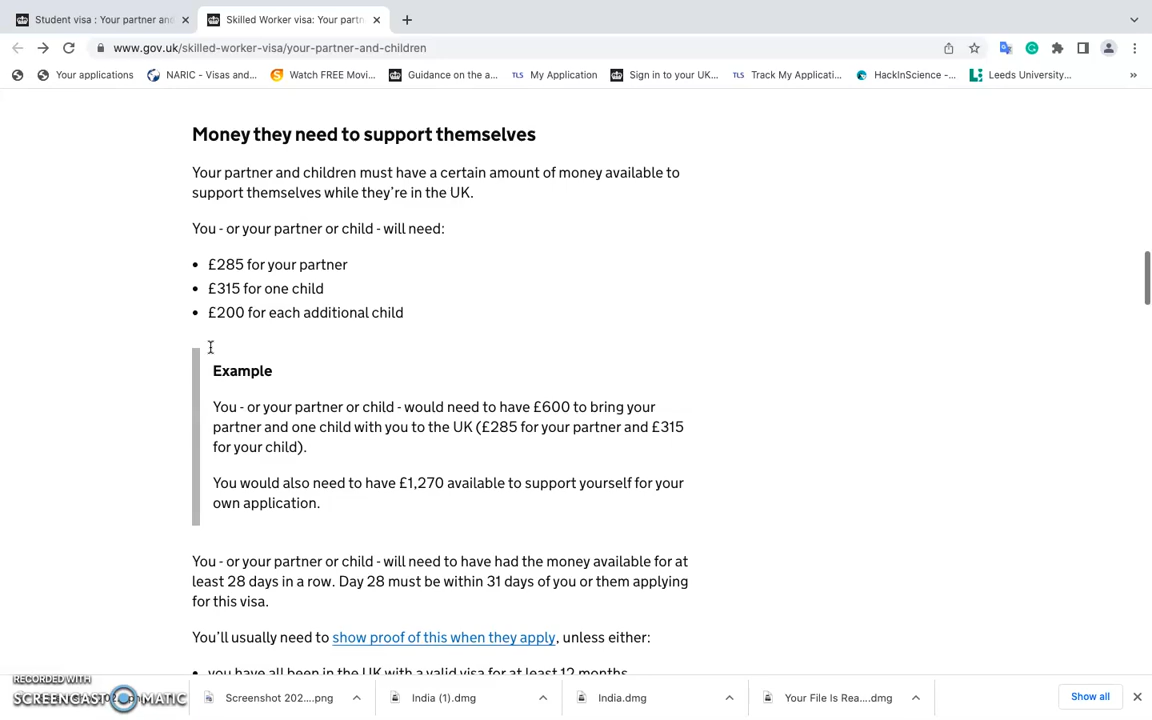 Student visa : Your partner an
Skilled Worker visa: Your partn
www.gov.uk/skilled-worker-visa/your-partner-and-children
Your applications
NARIC - Visas and...
Watch FREE Movi...
Guidance on the a...
TLS My Application
Sign in to your UK...
TLS Track My Applicati...
HackInScience -...
Leeds University...
»
Money they need to support themselves
Your partner and children must have a certain amount of money available to
support themselves while they're in the UK.
You - or your partner or child - will need:
• £285 for your partner
• £315 for one child
• £200 for each additional child
Example
You - or your partner or child - would need to have £600 to bring your
partner and one child with you to the UK (£285 for your partner and £315
for your child).
You would also need to have £1,270 available to support yourself for your
own application.
You - or your partner or child - will need to have had the money available for at
least 28 days in a row. Day 28 must be within 31 days of you or them applying
for this visa.
You'll usually need to show proof of this when they apply, unless either:
• you have all been in the UK with a valid visa for at least 12 months
RECORDED WITH
SCREENCAST MATIC
Screenshot 202....png
India (1).dmg
India.dmg
Your File Is Rea....dmg
Show all